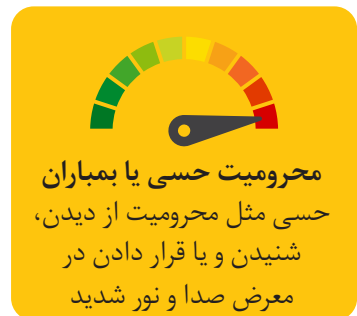 محرومیت حسی یا بمباران
حسی مثل محرومیت از دیدن،
شنیدن و یا قرار دادن در
معرض صدا و نور شدید